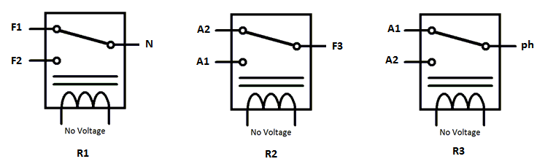 F1
N
F2
No Voltage
R1
A2
F3
A1
No Voltage
R2
A1
ph
A2
No Voltage
R3